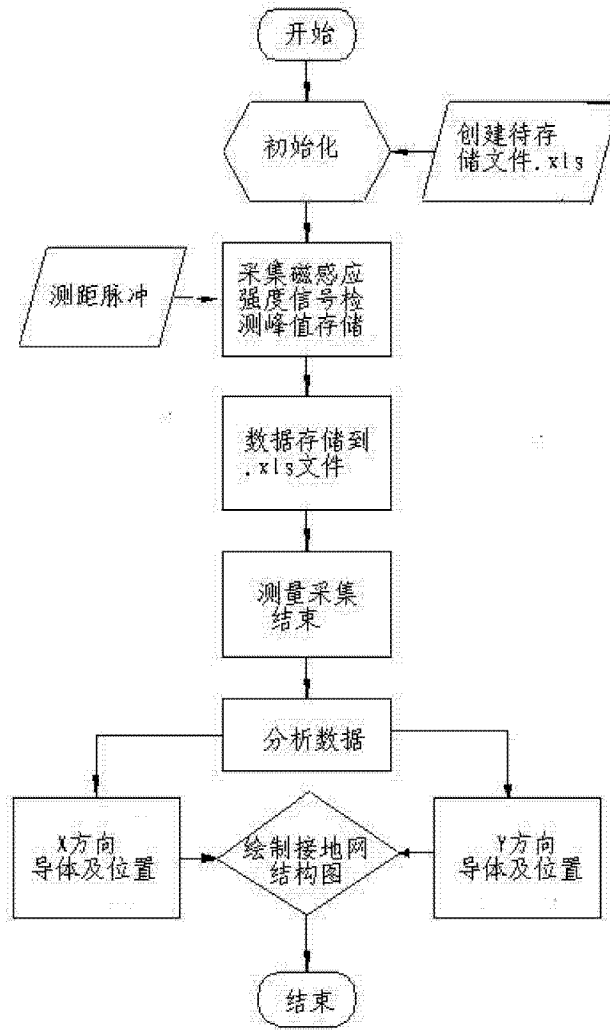 开始
初始化
创建待存
储文件.xls
测距脉冲
采集磁感应
强度信号检
测峰值存储
数据存储到
.xls文件
测量采集
结束
分析数据
X方向
导体及位置
绘制接地网
结构图
Y方向
导体及位置
结束